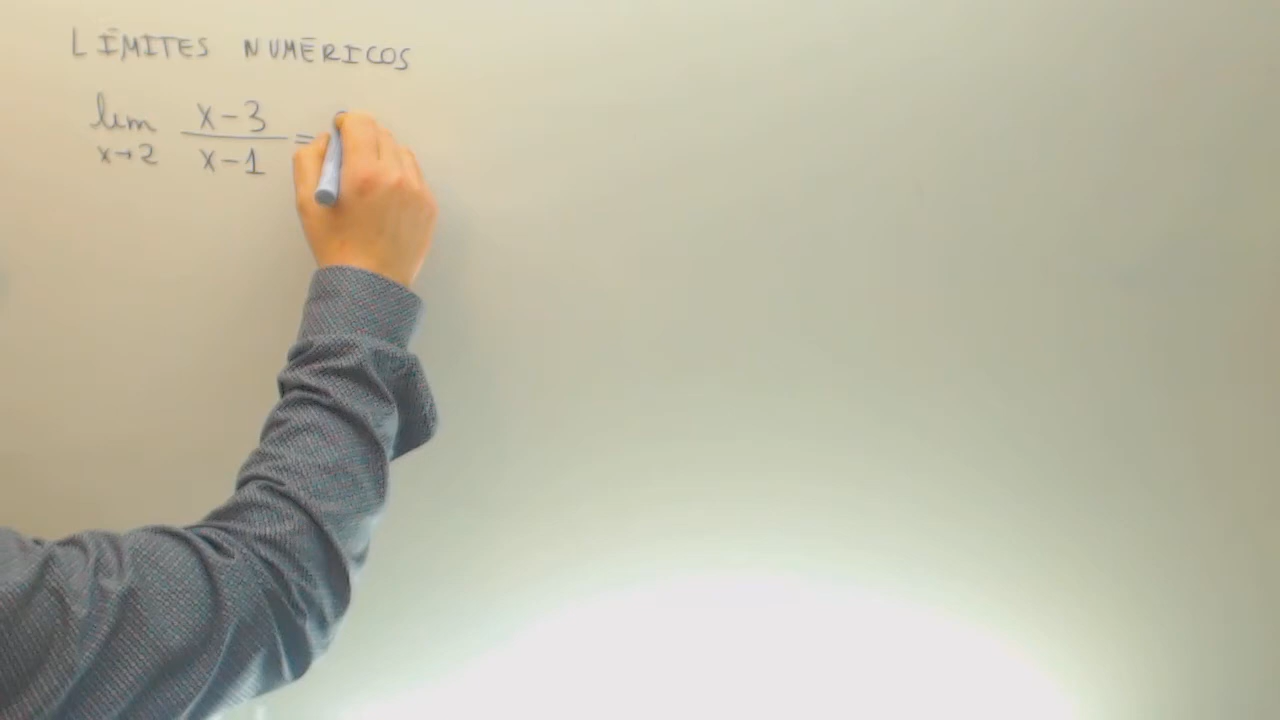 LÍMITES NUMÉRICOS
lim x-3
x→2 x-1 =